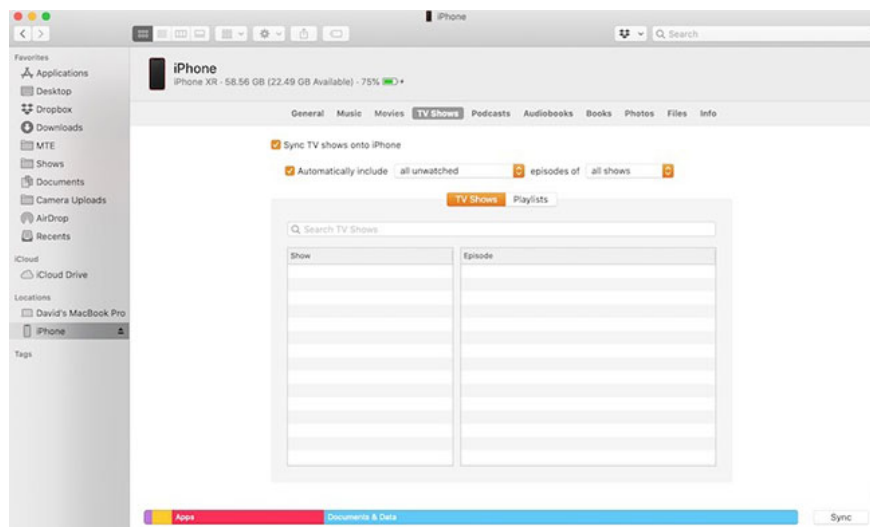 iPhone
Search
Favorites
Applications
Desktop
Dropbox
Downloads
MTE
Shows
Documents
Camera Uploads
AirDrop
Recents
iCloud
iCloud Drive
Locations
David's MacBook Pro
iPhone
Tags
iPhone
iPhone XR - 58.56 GB (22.49 GB Available) - 75%
General Music Movies TV Shows Podcasts Audiobooks Books Photos Files Info
Sync TV shows onto iPhone
Automatically include all unwatched episodes of all shows
TV Shows Playlists
Search TV Shows
Show Episode
Apps Documents & Data Sync